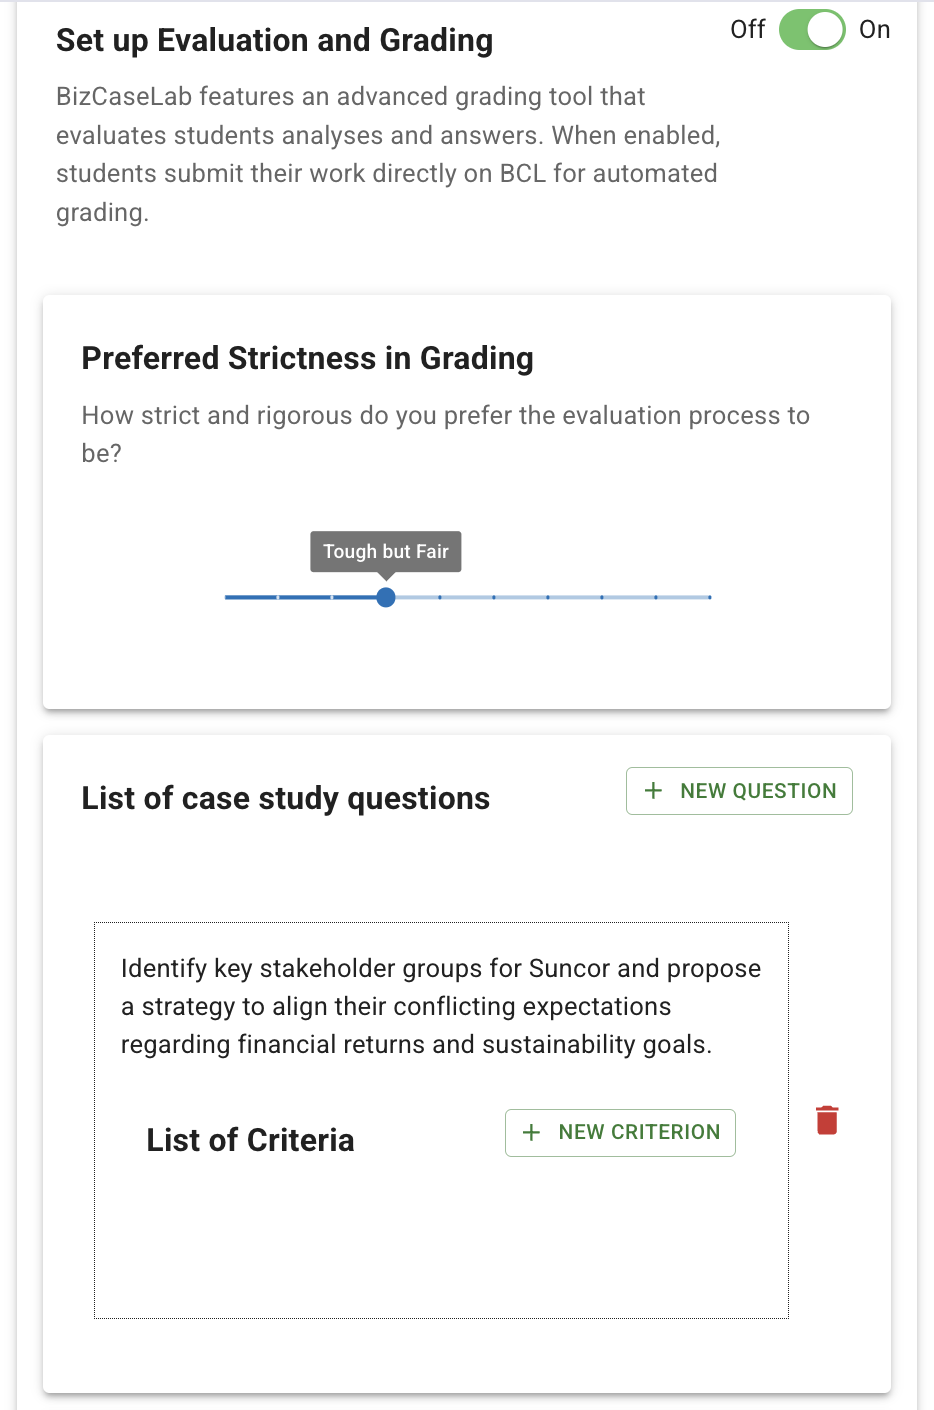 Set up Evaluation and Grading
Off On
BizCaseLab features an advanced grading tool that
evaluates students analyses and answers. When enabled,
students submit their work directly on BCL for automated
grading.
Preferred Strictness in Grading
How strict and rigorous do you prefer the evaluation process to
be?
Tough but Fair
List of case study questions
+ NEW QUESTION
Identify key stakeholder groups for Suncor and propose
a strategy to align their conflicting expectations
regarding financial returns and sustainability goals.
List of Criteria
+ NEW CRITERION